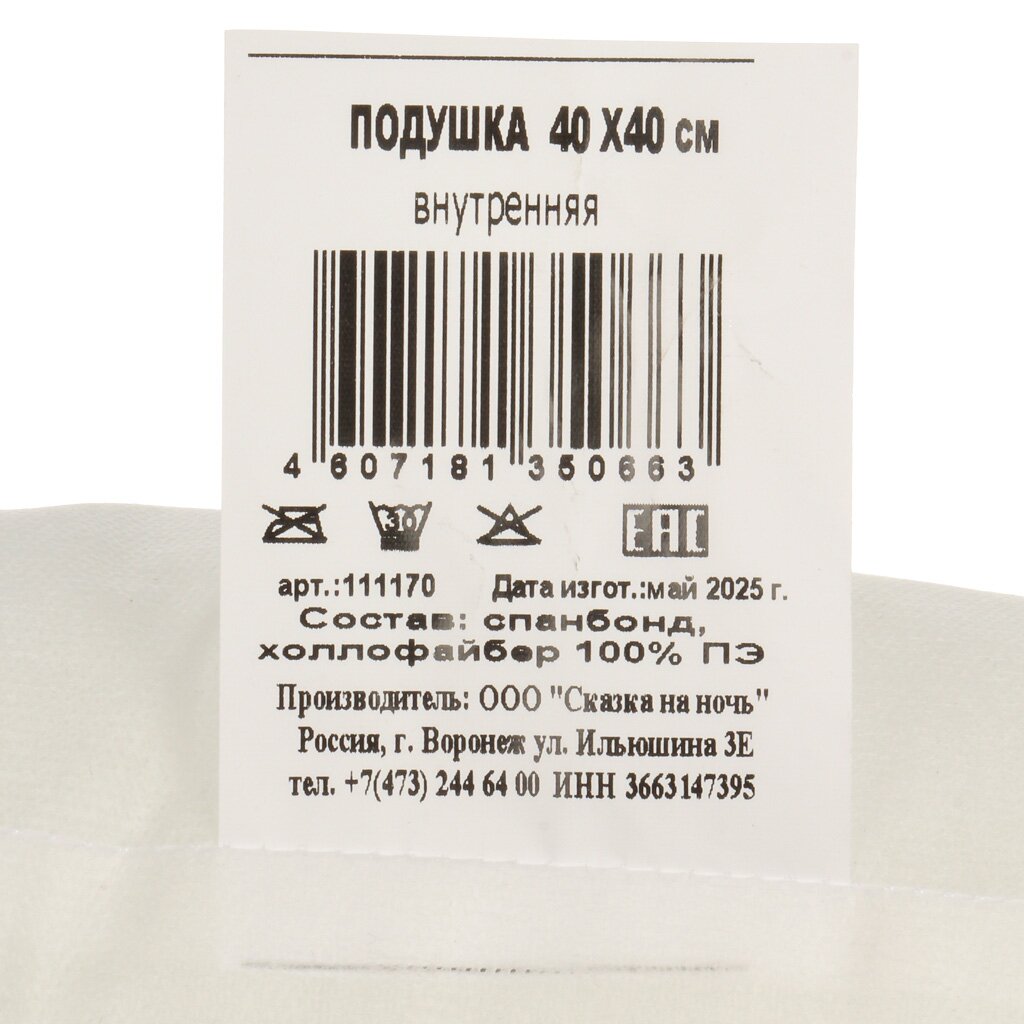 ПОДУШКА 40 Х40 см
внутренняя
4 607181 350663
30 ЕАС
арт.:111170 Дата изгот.:май 2025 г.
Состав: спанбонд,
холлофайбер 100% ПЭ
Производитель: ООО "Сказка на ночь"
Россия, г. Воронеж ул. Ильюшина 3Е
тел. +7(473) 244 64 00 ИНН 3663147395